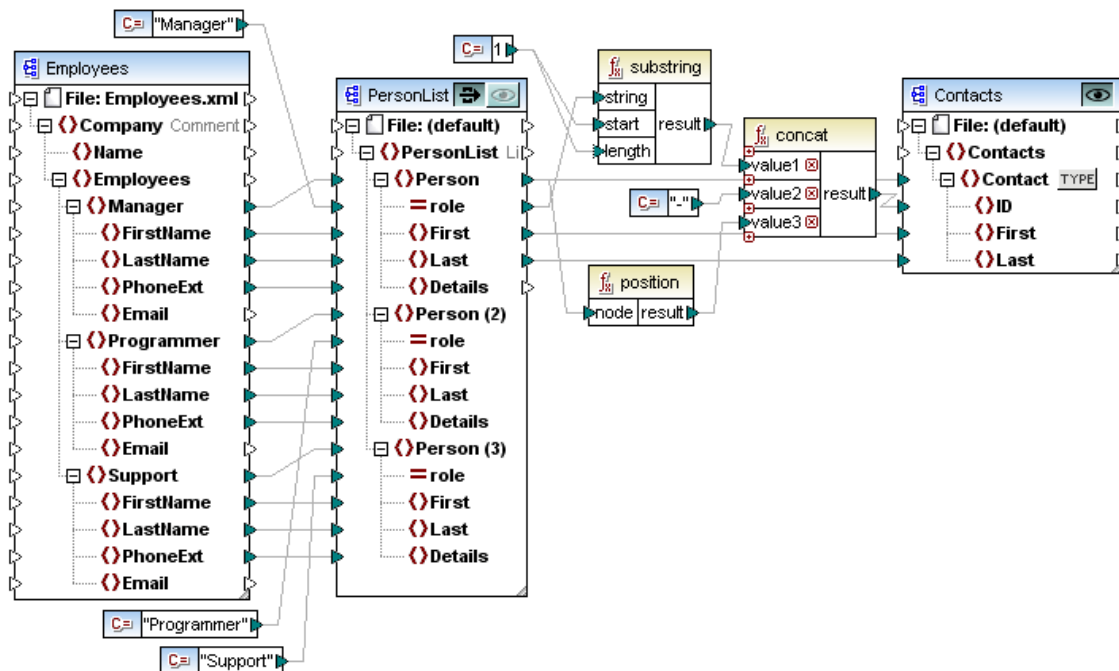 C= "Manager"
Employees
File: Employees.xml
Company Comment
Name
Employees
Manager
FirstName
LastName
PhoneExt
Email
Programmer
FirstName
LastName
PhoneExt
Email
Support
FirstName
LastName
PhoneExt
Email
C= "Programmer"
C= "Support"
PersonList
File: (default)
PersonList Li
Person
role
First
Last
Details
Person (2)
role
First
Last
Details
Person (3)
role
First
Last
Details
C= 1
substring
string
start result
length
C= "-"
concat
value1
value2 result
value3
position
node result
Contacts
File: (default)
Contacts
Contact TYPE
ID
First
Last